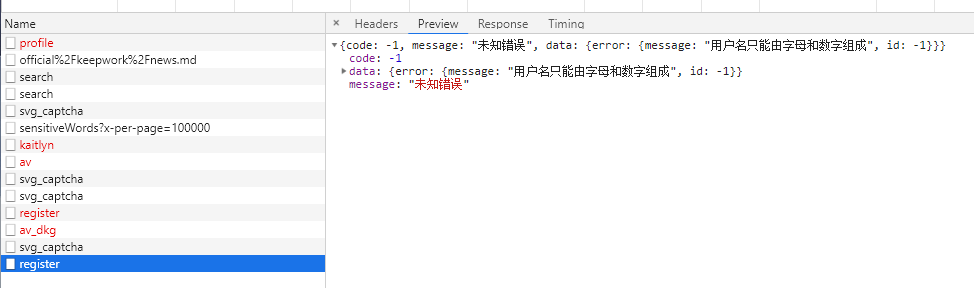 Name
× Headers Preview Response Timing
profile
official%2Fkeepwork%2Fnews.md
search
search
svg_captcha
sensitiveWords?x-per-page=100000
kaitlyn
av
svg_captcha
svg_captcha
register
av_dkg
svg_captcha
register
{code: -1, message: "未知错误", data: {error: {message: "用户名只能由字母和数字组成", id: -1}}}
code: -1
data: {error: {message: "用户名只能由字母和数字组成", id: -1}}
message: "未知错误"